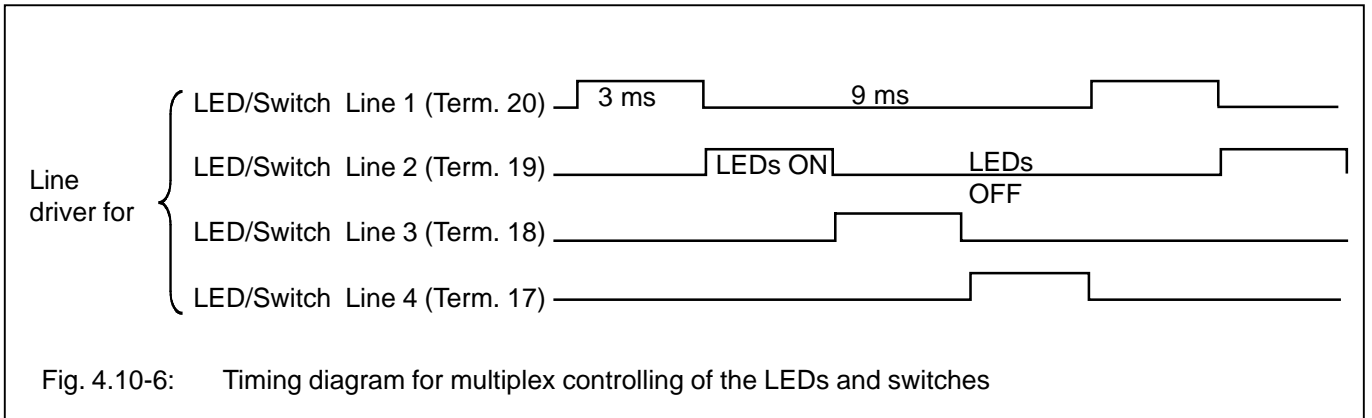 LED/Switch Line 1 (Term. 20) 3 ms 9 ms
LED/Switch Line 2 (Term. 19) LEDs ON LEDs
OFF
Line
driver for
LED/Switch Line 3 (Term. 18)
LED/Switch Line 4 (Term. 17)
Fig. 4.10-6: Timing diagram for multiplex controlling of the LEDs and switches